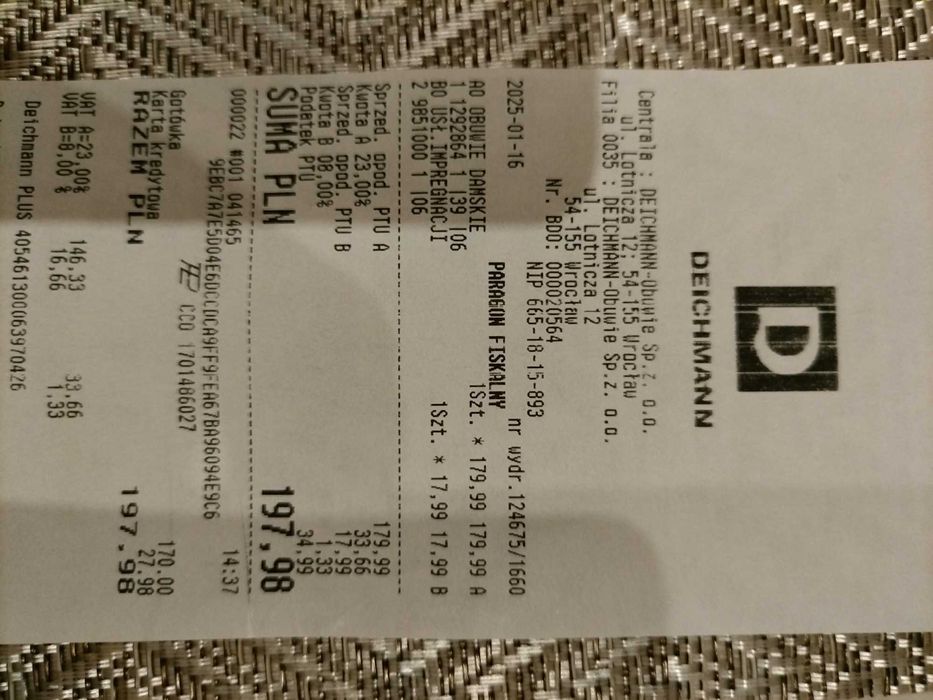 D
DEICHMANN
Centrala : DEICHMANN-Obuwie Sp.z. o.o.
ul. Lotnicza 12; 54-155 Wrocław
Filia 0035 : DEICHMANN-Obuwie Sp.z. o.o.
ul. Lotnicza 12
54-155 Wrocław
Nr. BDO: 000020564
NIP 665-18-15-893
2025-01-16 nr wydr.124675/1660
PARAGON FISKALNY
A0 OBUWIE DAMSKIE 1Szt. * 179,99 179,99 A
1 1292864 1 |39 |06
B0 USŁ.IMPREGNACJI 1Szt. * 17,99 17,99 B
2 9851000 1 |06
Sprzed. opod. PTU A 179,99
Kwota A 23,00% 33,66
Sprzed. opod. PTU B 17,99
Kwota B 08,00% 1,33
Podatek PTU 34,99
SUMA PLN 197,98
000022 #001 041465 14:37
CCO 1701486027
Gotówka 170.00
Karta kredytowa 27.98
RAZEM PLN 197.98
VAT A=23,00% 146,33 33,66
VAT B=8,00 % 16,66 1,33
Deichmann PLUS 4054613000639704​26